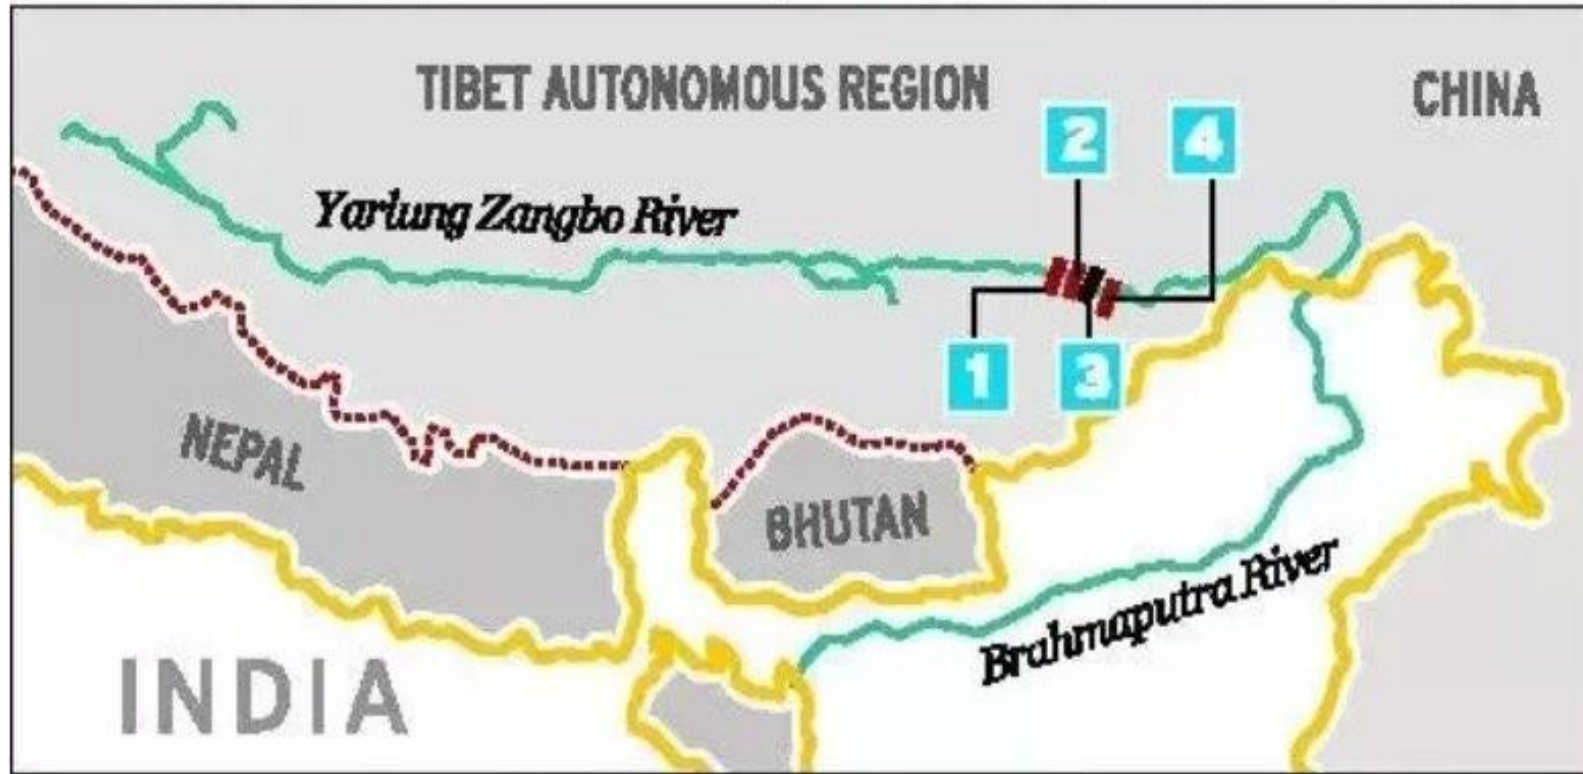 TIBET AUTONOMOUS REGION
CHINA
2
4
Yarlung Zangbo River
1
3
NEPAL
BHUTAN
Brahmaputra River
INDIA